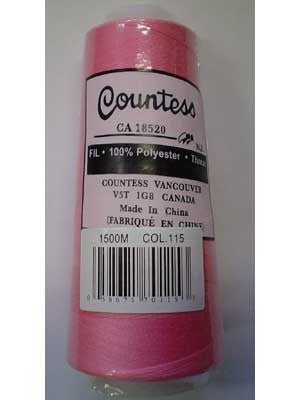 Countess
CA 18520
FIL • 100% Polyester • Thread
COUNTESS VANCOUVER
V5T 1G8 CANADA
Made In China
(FABRIQUÉ EN CHINE
1500M COL.115